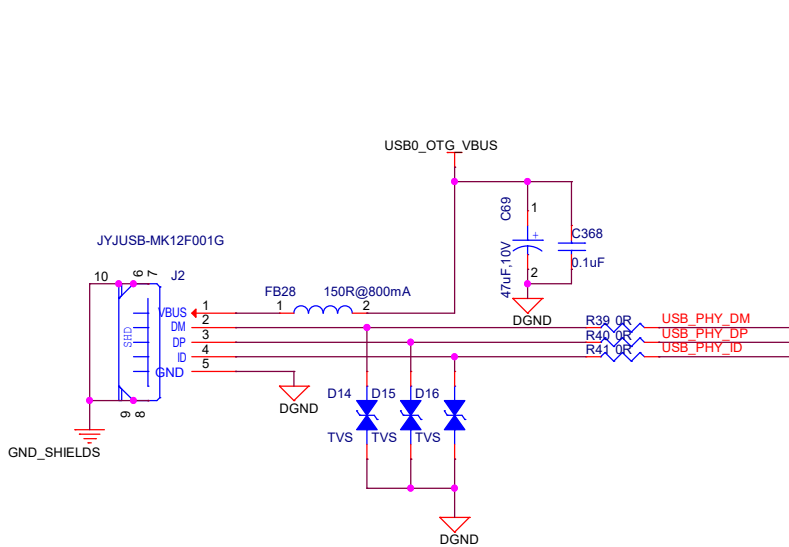 USB0_OTG_VBUS
C69
1
+
2
47uF,10V
C368
0.1uF
DGND
JYJUSB-MK12F001G
J2
10
6
7
SHD
VBUS
DM
DP
ID
GND
1
2
3
4
5
9
8
GND_SHIELDS
FB28
150R@800mA
1
2
R39 0R
R40 0R
R41 0R
USB_PHY_DM
USB_PHY_DP
USB_PHY_ID
DGND
D14
D15
D16
TVS
TVS
TVS
DGND